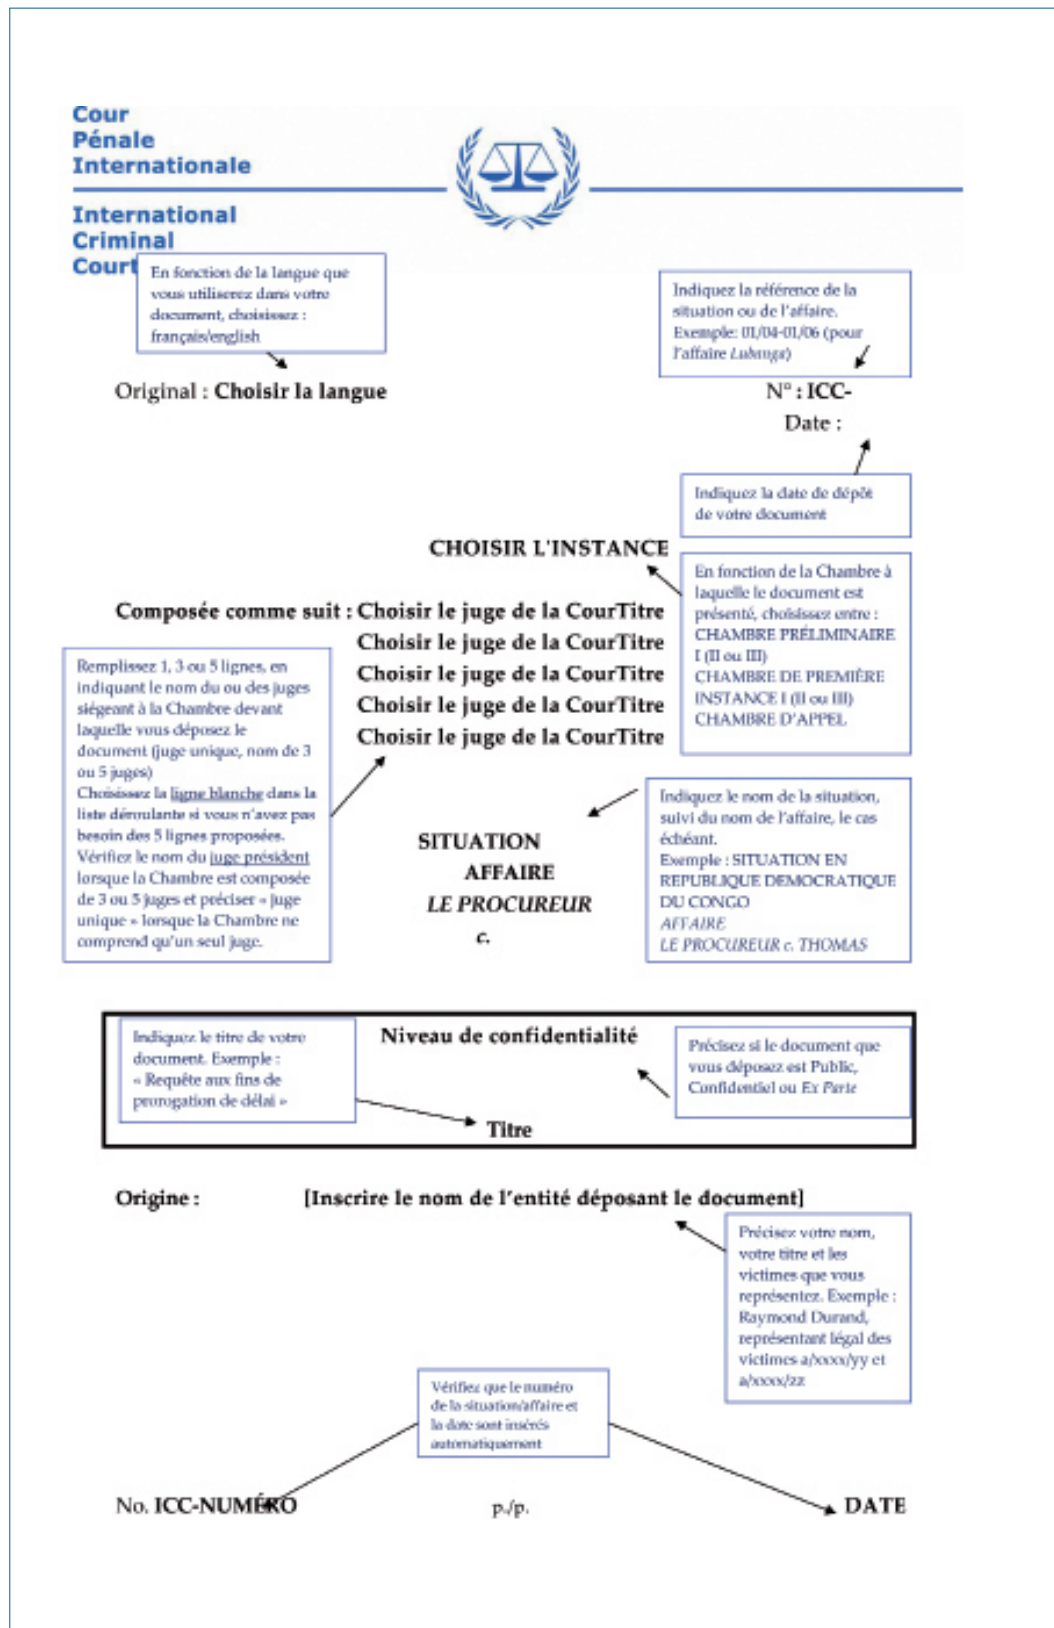 Cour
Pénale
Internationale
International
Criminal
Court
En fonction de la langue que
vous utiliserez dans votre
document, choisissez :
français/english
Indiquez la référence de la
situation ou de l'affaire.
Exemple: 01/04-01/06 (pour
l'affaire Lubanga)
Original : Choisir la langue
N° : ICC-
Date :
Indiquez la date de dépôt
de votre document
CHOISIR L'INSTANCE
En fonction de la Chambre à
laquelle le document est
présenté, choisissez entre :
CHAMBRE PRÉLIMINAIRE
I (II ou III)
CHAMBRE DE PREMIÈRE
INSTANCE I (II ou III)
CHAMBRE D'APPEL
Composée comme suit : Choisir le juge de la CourTitre
Choisir le juge de la CourTitre
Choisir le juge de la CourTitre
Choisir le juge de la CourTitre
Choisir le juge de la CourTitre
Remplissez 1, 3 ou 5 lignes, en
indiquant le nom du ou des juges
siégeant à la Chambre devant
laquelle vous déposez le
document (juge unique, nom de 3
ou 5 juges)
Choisissez la ligne blanche dans la
liste déroulante si vous n'avez pas
besoin des 5 lignes proposées.
Vérifiez le nom du juge président
lorsque la Chambre est composée
de 3 ou 5 juges et préciser « juge
unique » lorsque la Chambre ne
comprend qu'un seul juge.
SITUATION
AFFAIRE
LE PROCUREUR
c.
Indiquez le nom de la situation,
suivi du nom de l'affaire, le cas
échéant.
Exemple : SITUATION EN
REPUBLIQUE DEMOCRATIQUE
DU CONGO
AFFAIRE
LE PROCUREUR c. THOMAS
Indiquez le titre de votre
document. Exemple :
« Requête aux fins de
prorogation de délai »
Niveau de confidentialité
Précisez si le document que
vous déposez est Public,
Confidentiel ou Ex Parte
Titre
Origine : [Inscrire le nom de l'entité déposant le document]
Précisez votre nom,
votre titre et les
victimes que vous
représentez. Exemple :
Raymond Durand,
représentant légal des
victimes a/xxxx/yy et
a/xxxx/zz
Vérifiez que le numéro
de la situation/affaire et
la date sont insérés
automatiquement
No. ICC-NUMÉRO p./p. DATE